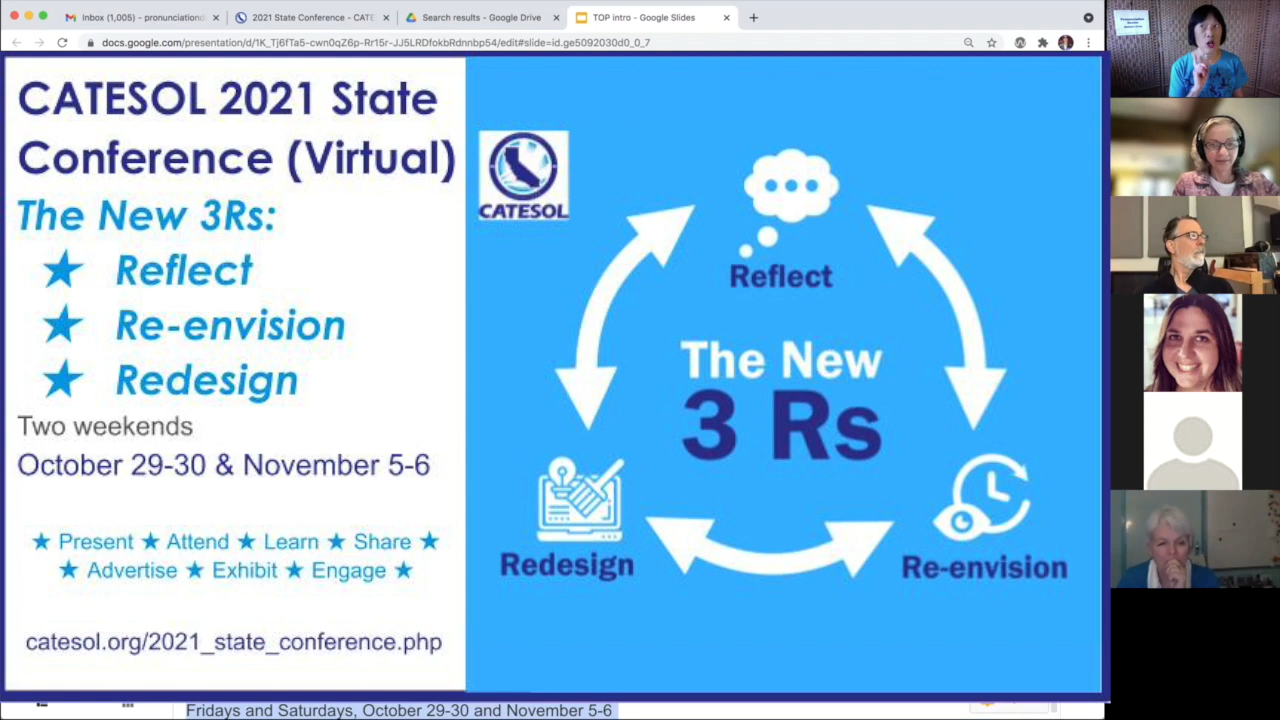 Inbox (1,005) - pronunciationd
2021 State Conference - CATE
Search results - Google Drive
TOP intro - Google Slides
docs.google.com/presentation/d/1K_Tj6fTa5-cwn0qZ6p-Rr15r-JJ5LRDfokbRdnnbp54/edit#slide=id.ge5092030d0_0_7
CATESOL 2021 State
Conference (Virtual)
The New 3Rs:
★ Reflect
★ Re-envision
★ Redesign
Two weekends
October 29-30 & November 5-6
★ Present ★ Attend ★ Learn ★ Share ★
★ Advertise ★ Exhibit ★ Engage ★
catesol.org/2021_state_conference.php
CATESOL
Reflect
The New
3 Rs
Redesign
Re-envision
Fridays and Saturdays, October 29-30 and November 5-6